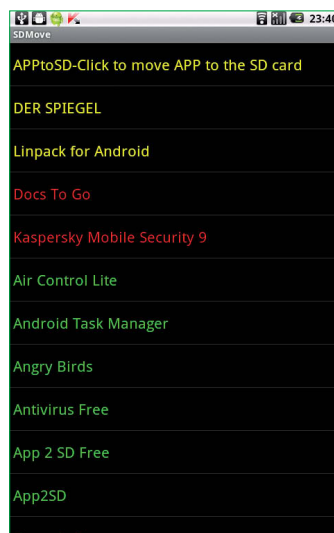 23:40
SDMove
APPtoSD-Click to move APP to the SD card
DER SPIEGEL
Linpack for Android
Docs To Go
Kaspersky Mobile Security 9
Air Control Lite
Android Task Manager
Angry Birds
Antivirus Free
App 2 SD Free
App2SD